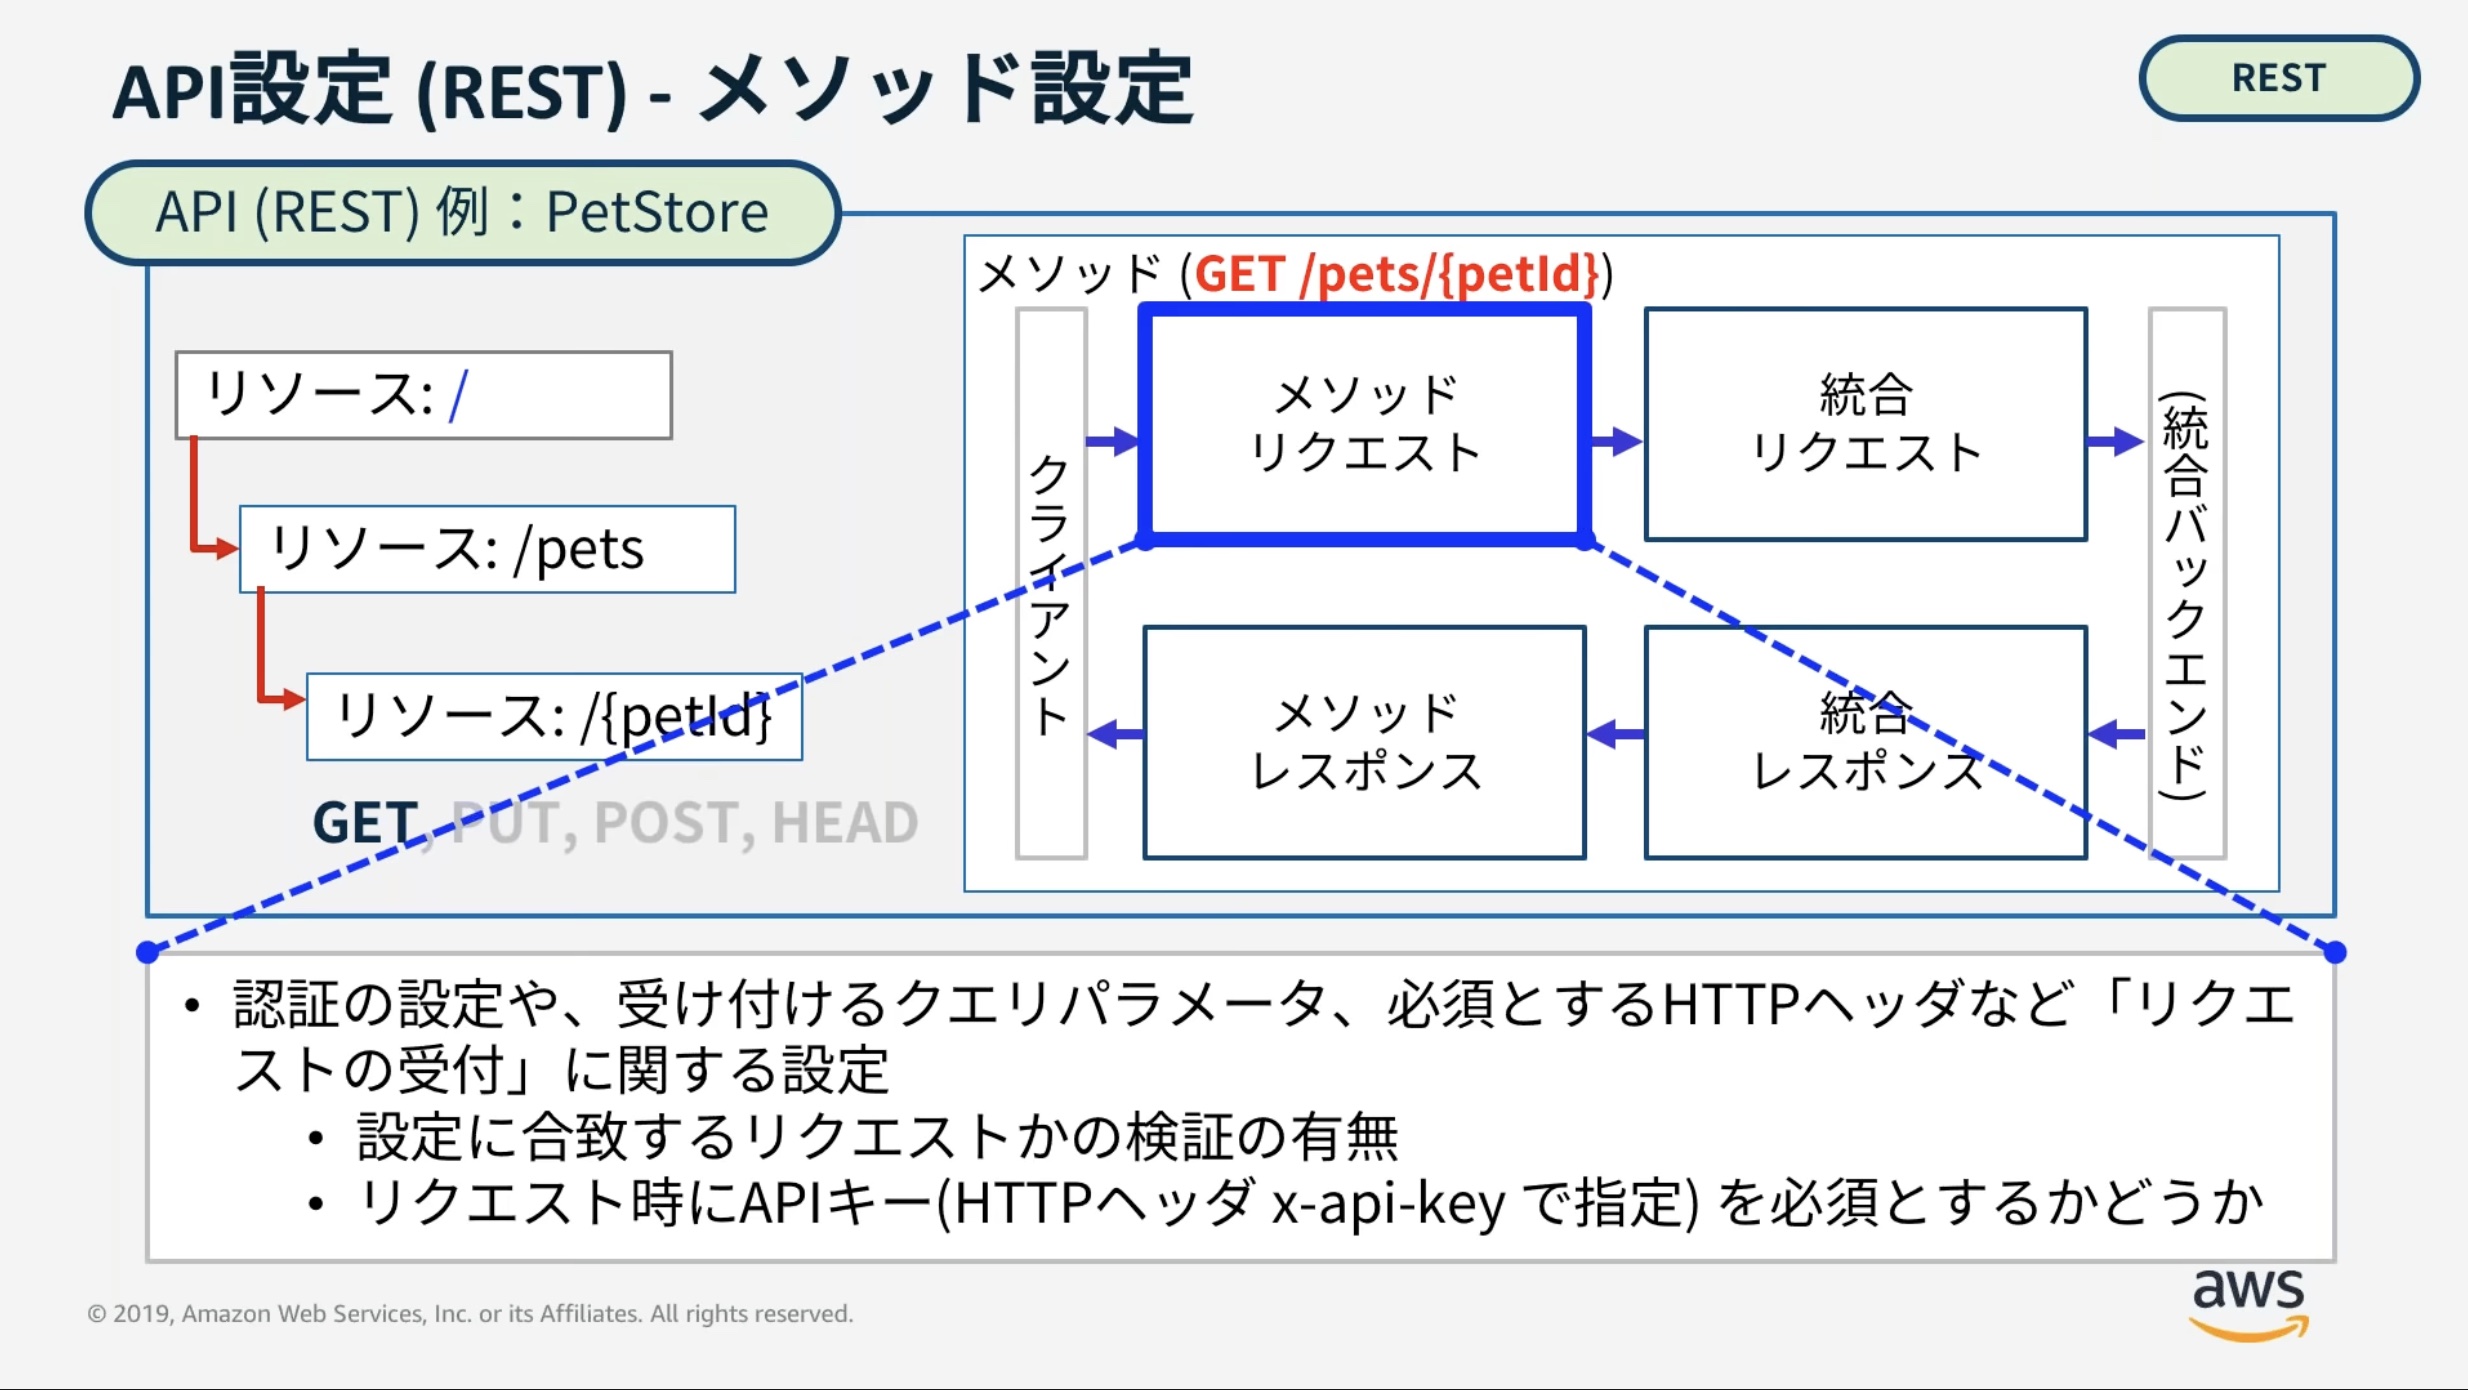 API設定 (REST) - メソッド設定
REST
API (REST) 例：PetStore
リソース: /
リソース: /pets
リソース: /{petId}
GET, PUT, POST, HEAD
メソッド (GET /pets/{petId})
クライアント
メソッド
リクエスト
統合
リクエスト
(統合バックエンド)
メソッド
レスポンス
統合
レスポンス
• 認証の設定や、受け付けるクエリパラメータ、必須とするHTTPヘッダなど「リクエ
ストの受付」に関する設定
• 設定に合致するリクエストかの検証の有無
• リクエスト時にAPIキー(HTTPヘッダ x-api-key で指定) を必須とするかどうか
© 2019, Amazon Web Services, Inc. or its Affiliates. All rights reserved.
aws